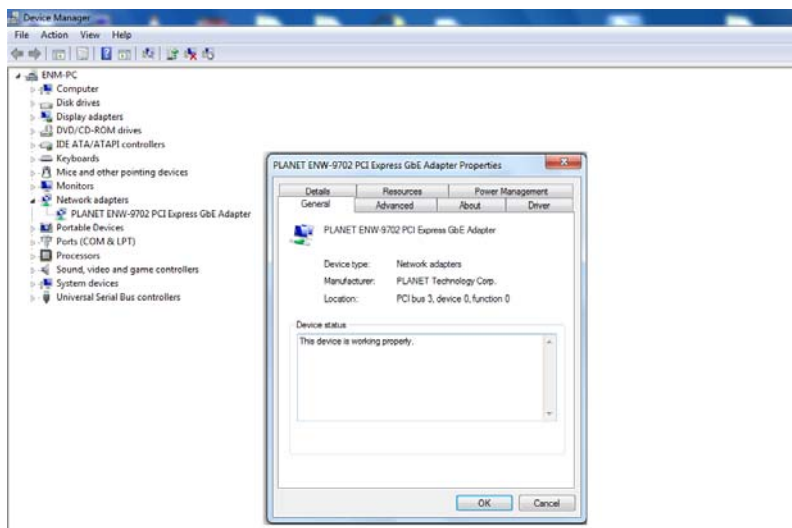 Device Manager
File Action View Help
ENM-PC
Computer
Disk drives
Display adapters
DVD/CD-ROM drives
IDE ATA/ATAPI controllers
Keyboards
Mice and other pointing devices
Monitors
Network adapters
PLANET ENW-9702 PCI Express GbE Adapter
Portable Devices
Ports (COM & LPT)
Processors
Sound, video and game controllers
System devices
Universal Serial Bus controllers
PLANET ENW-9702 PCI Express GbE Adapter Properties
Details Resources Power Management
General Advanced About Driver
PLANET ENW-9702 PCI Express GbE Adapter
Device type: Network adapters
Manufacturer: PLANET Technology Corp.
Location: PCI bus 3, device 0, function 0
Device status
This device is working properly.
OK Cancel